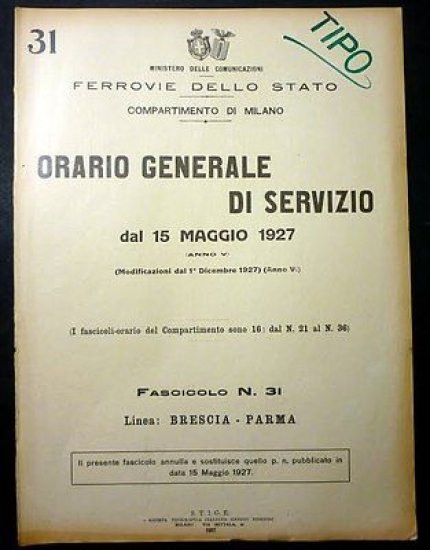 31
TIPO
MINISTERO DELLE COMUNICAZIONI
FERROVIE DELLO STATO
COMPARTIMENTO DI MILANO
ORARIO GENERALE
DI SERVIZIO
dal 15 MAGGIO 1927
(ANNO V)
(Modificazioni dal 1° Dicembre 1927) (Anno V)
(I fascicoli-orario del Compartimento sono 16: dal N. 21 al N. 36)
FASCICOLO N. 31
Linea: BRESCIA - PARMA
Il presente fascicolo annulla e sostituisce quello p. n. pubblicato in
data 15 Maggio 1927.
S.T.I.G.E.
MILANO
1927